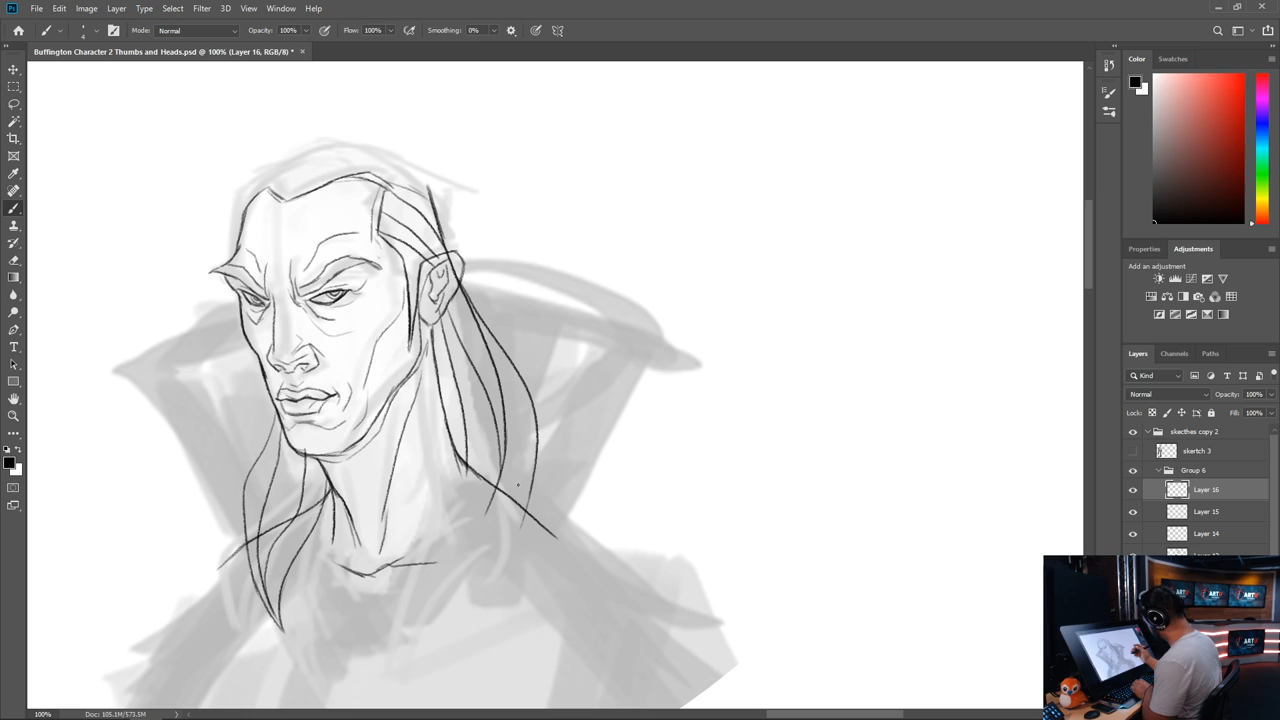 File Edit Image Layer Type Select Filter 3D View Window Help
Mode: Normal Opacity: 100% Flow: 100% Smoothing: 0%
4
Buffington Character 2 Thumbs and Heads.psd @ 100% (Layer 16, RGB/8) *
Color Swatches
Properties Adjustments
Add an adjustment
Layers Channels Paths
Kind
Normal Opacity: 100%
Lock: Fill: 100%
skecthes copy 2
skertch 3
Group 6
Layer 16
Layer 15
Layer 14
100% Doc: 105.1M/573.5M